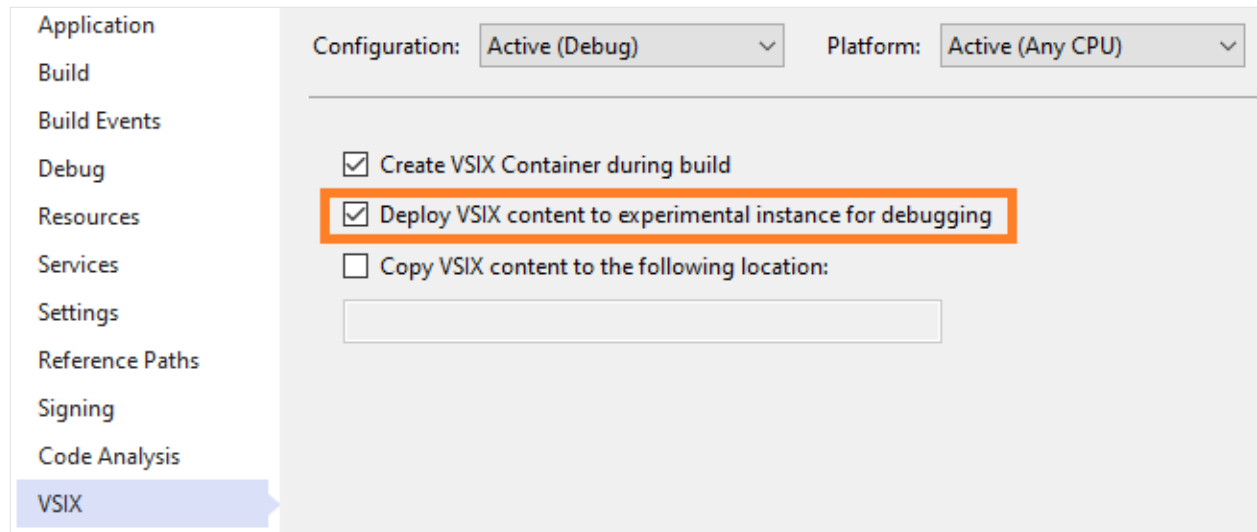 Application
Build
Build Events
Debug
Resources
Services
Settings
Reference Paths
Signing
Code Analysis
VSIX
Configuration: Active (Debug) Platform: Active (Any CPU)
Create VSIX Container during build
Deploy VSIX content to experimental instance for debugging
Copy VSIX content to the following location: